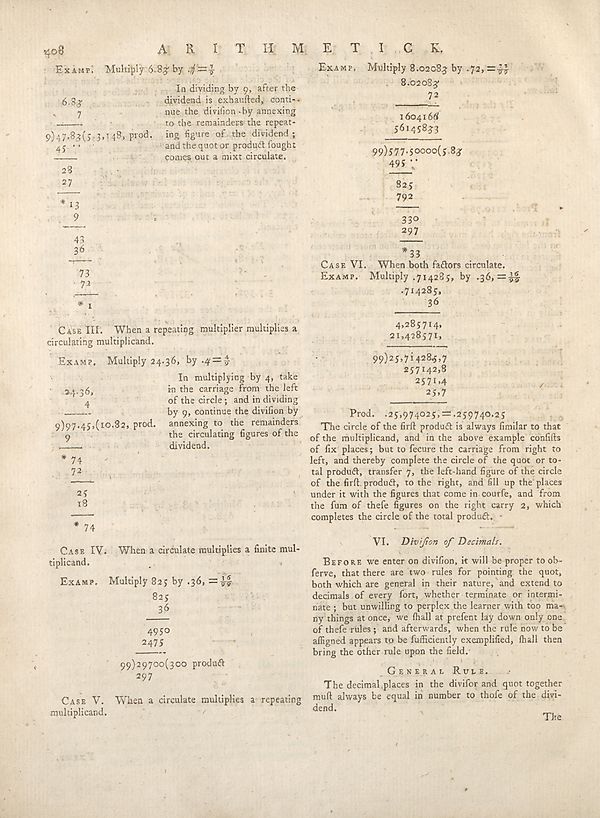 408 A R I T H M E T I C K.
Examp. Multiply 6.83 by .7 = 7/9
6.83
7
9)47.83(5.3,148, prod.
45 ··
28
27
* 13
9
43
36
73
72
* 1
In dividing by 9, after the
dividend is exhauſted, conti-
nue the diviſion by annexing
to the remainders the repeat-
ing figure of the dividend;
and the quot or product ſought
comes out a mixt circulate.
Case III. When a repeating multiplier multiplies a
circulating multiplicand.
Examp. Multiply 24.36, by .4 = 4/9
24.36,
4
9)97.45,(10.82, prod.
9
* 74
72
25
18
* 74
In multiplying by 4, take
in the carriage from the left
of the circle; and in dividing
by 9, continue the diviſion by
annexing to the remainders
the circulating figures of the
dividend.
Case IV. When a circulate multiplies a finite mul-
tiplicand.
Examp. Multiply 825 by .36, = 36/99
825
36
4950
2475
99)29700(300 product
297
Case V. When a circulate multiplies a repeating
multiplicand.
Examp. Multiply 8.02083 by .72, = 72/99
8.02083
72
1604166
56145833
99)577.50000(5.83
495 ··
825
792
330
297
*33
Case VI. When both factors circulate.
Examp. Multiply .714285, by .36, = 36/99
.714285,
36
4,285714,
21,428571,
99)25,714285,7
257142,8
2571,4
25,7
Prod. .25,974025, = .259740.25
The circle of the firſt product is always ſimilar to that
of the multiplicand, and in the above example conſiſts
of ſix places; but to ſecure the carriage from right to
left, and thereby complete the circle of the quot or to-
tal product, transfer 7, the left-hand figure of the circle
of the firſt product, to the right, and fill up the places
under it with the figures that come in courſe, and from
the ſum of theſe figures on the right carry 2, which
completes the circle of the total product.
VI. Diviſion of Decimals.
Before we enter on diviſion, it will be proper to ob-
ſerve, that there are two rules for pointing the quot,
both which are general in their nature, and extend to
decimals of every ſort, whether terminate or intermi-
nate; but unwilling to perplex the learner with too ma-
ny things at once, we ſhall at preſent lay down only one
of theſe rules; and afterwards, when the rule now to be
aſſigned appears to be ſufficiently exemplified, ſhall then
bring the other rule upon the field.
General Rule.
The decimal places in the diviſor and quot together
muſt always be equal in number to thoſe of the divi-
dend.
The